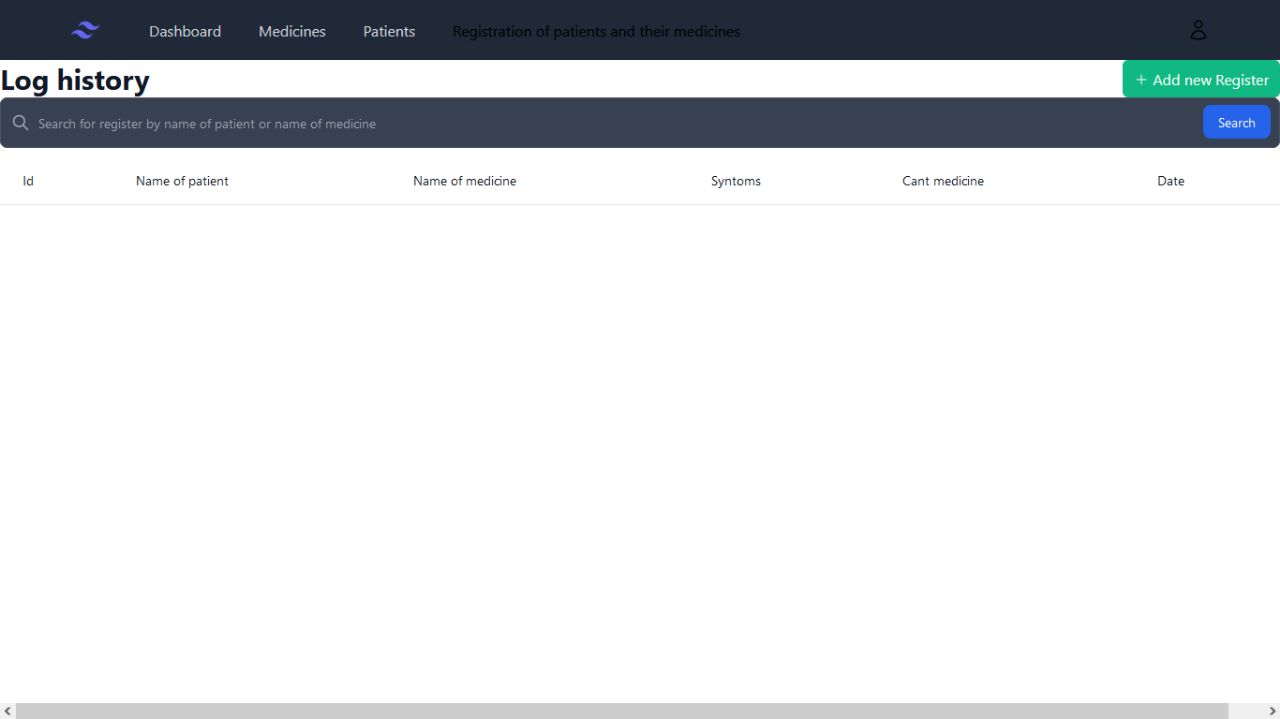 Dashboard Medicines Patients Registration of patients and their medicines
Log history + Add new Register
Search for register by name of patient or name of medicine Search
Id Name of patient Name of medicine Syntoms Cant medicine Date